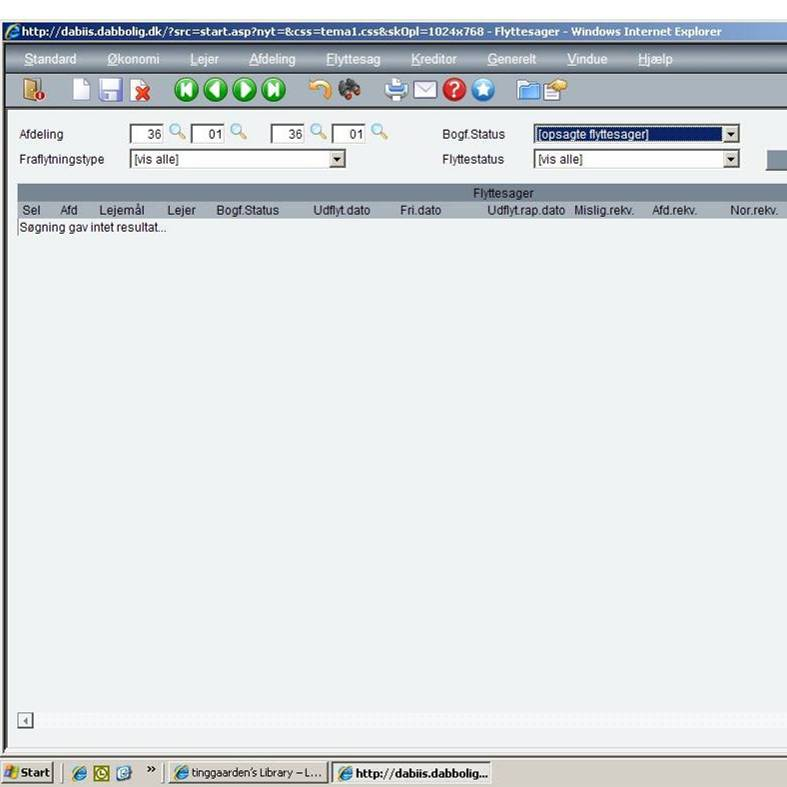 http://dabiis.dabbolig.dk/?src=start.asp?nyt=&css=tema1.css&skOpl=1024x768 - Flyttesager - Windows Internet Explorer
Standard Økonomi Lejer Afdeling Flyttesag Kreditor Generelt Vindue Hjælp
Afdeling 36 01 36 01 Bogf.Status [opsagte flyttesager]
Fraflytningstype [vis alle] Flyttestatus [vis alle]
Flyttesager
Sel Afd Lejemål Lejer Bogf.Status Udflyt.dato Fri.dato Udflyt.rap.dato Mislig.rekv. Afd.rekv. Nor.rekv.
Søgning gav intet resultat...
Start » tinggaarden's Library – L... http://dabiis.dabbolig...